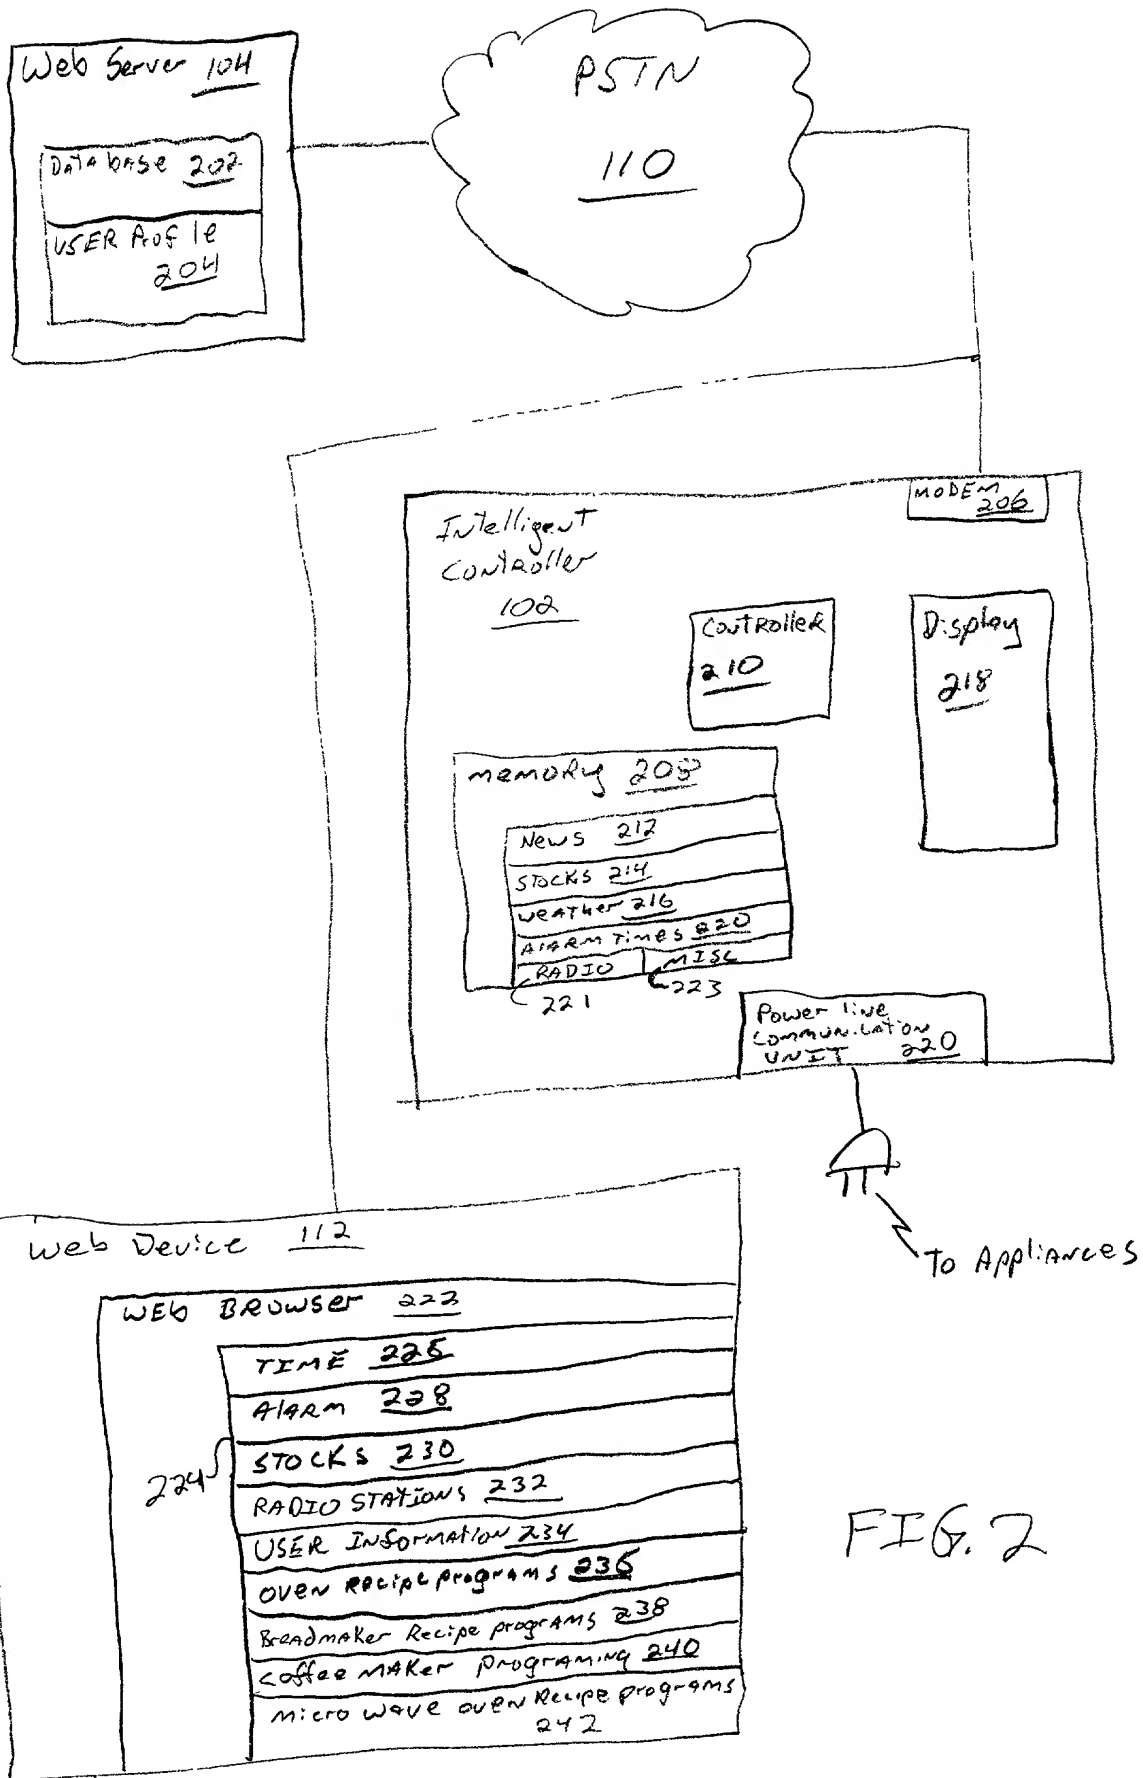 Web Server 104
DATAbASe 202
USER Profile
204
PSTN
110
MODEM
206
Intelligent
Controller
102
Controller
210
Display
218
Memory 208
News 212
STOCKS 214
WeATher 216
AlARM Times 220
RADIO MISC
221 223
Power line
Communication
UNIT 220
To Appliances
Web Device 112
WEb BROWSer 222
TIME 226
AlARM 228
224
STOCKS 230
RADIO STATIONS 232
USER Information 234
OVEN Recipe programs 236
BreadmAKer Recipe programs 238
Coffee MAKer Programing 240
Micro wave oven Recipe programs
242
FIG. 2